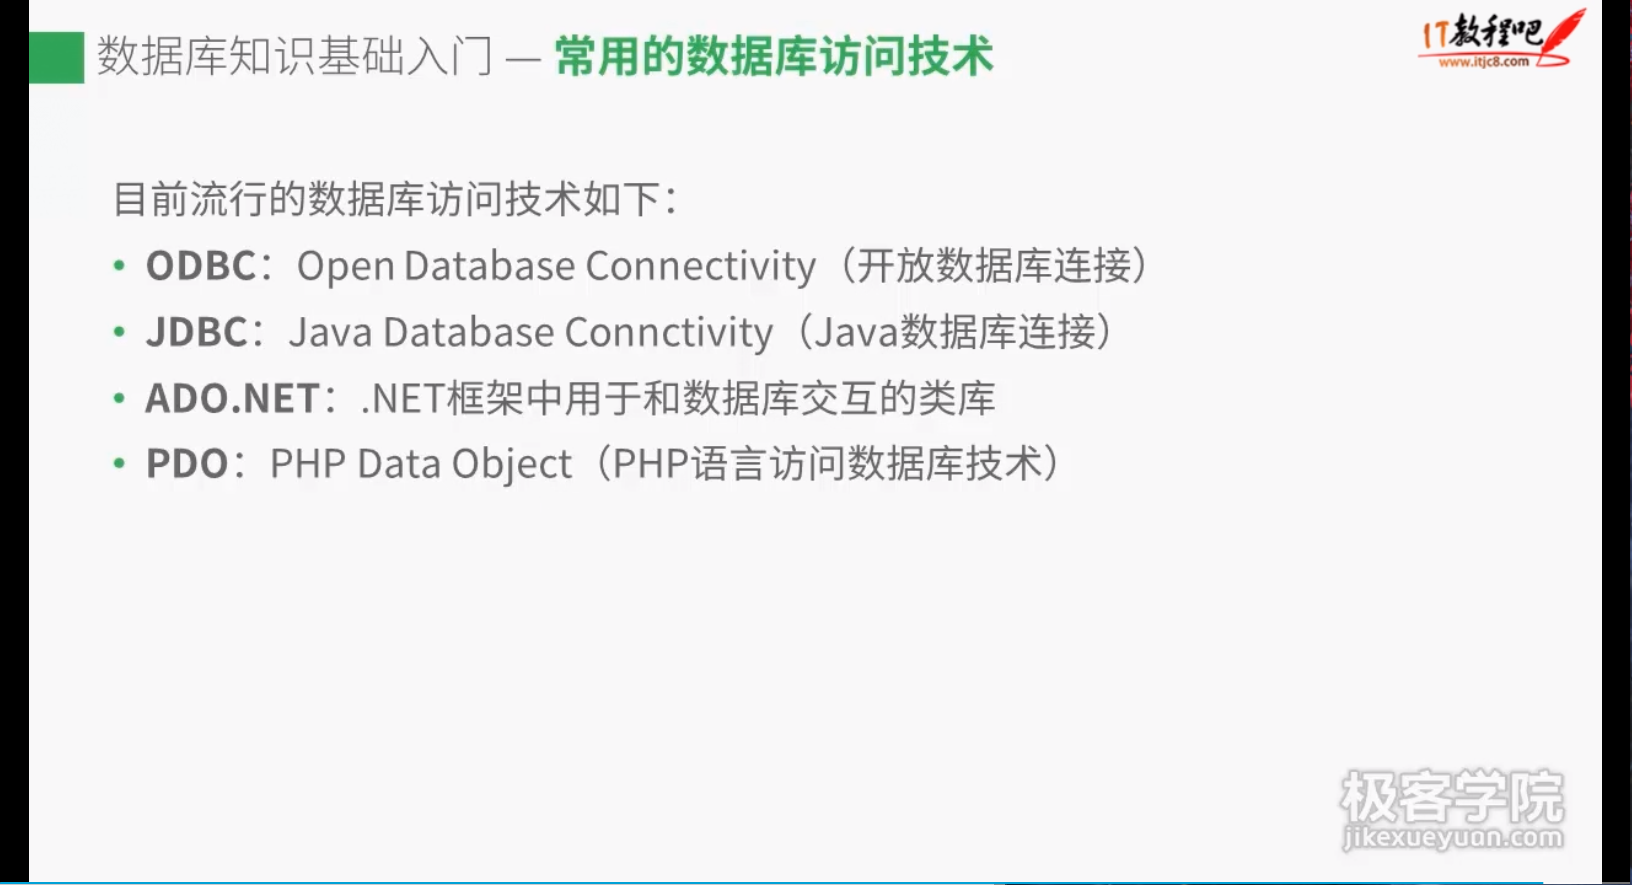 数据库知识基础入门 — 常用的数据库访问技术
IT教程吧
www.itjc8.com
目前流行的数据库访问技术如下：
• ODBC：Open Database Connectivity（开放数据库连接）
• JDBC：Java Database Connctivity（Java数据库连接）
• ADO.NET：.NET框架中用于和数据库交互的类库
• PDO：PHP Data Object（PHP语言访问数据库技术）
极客学院
jikexueyuan.com